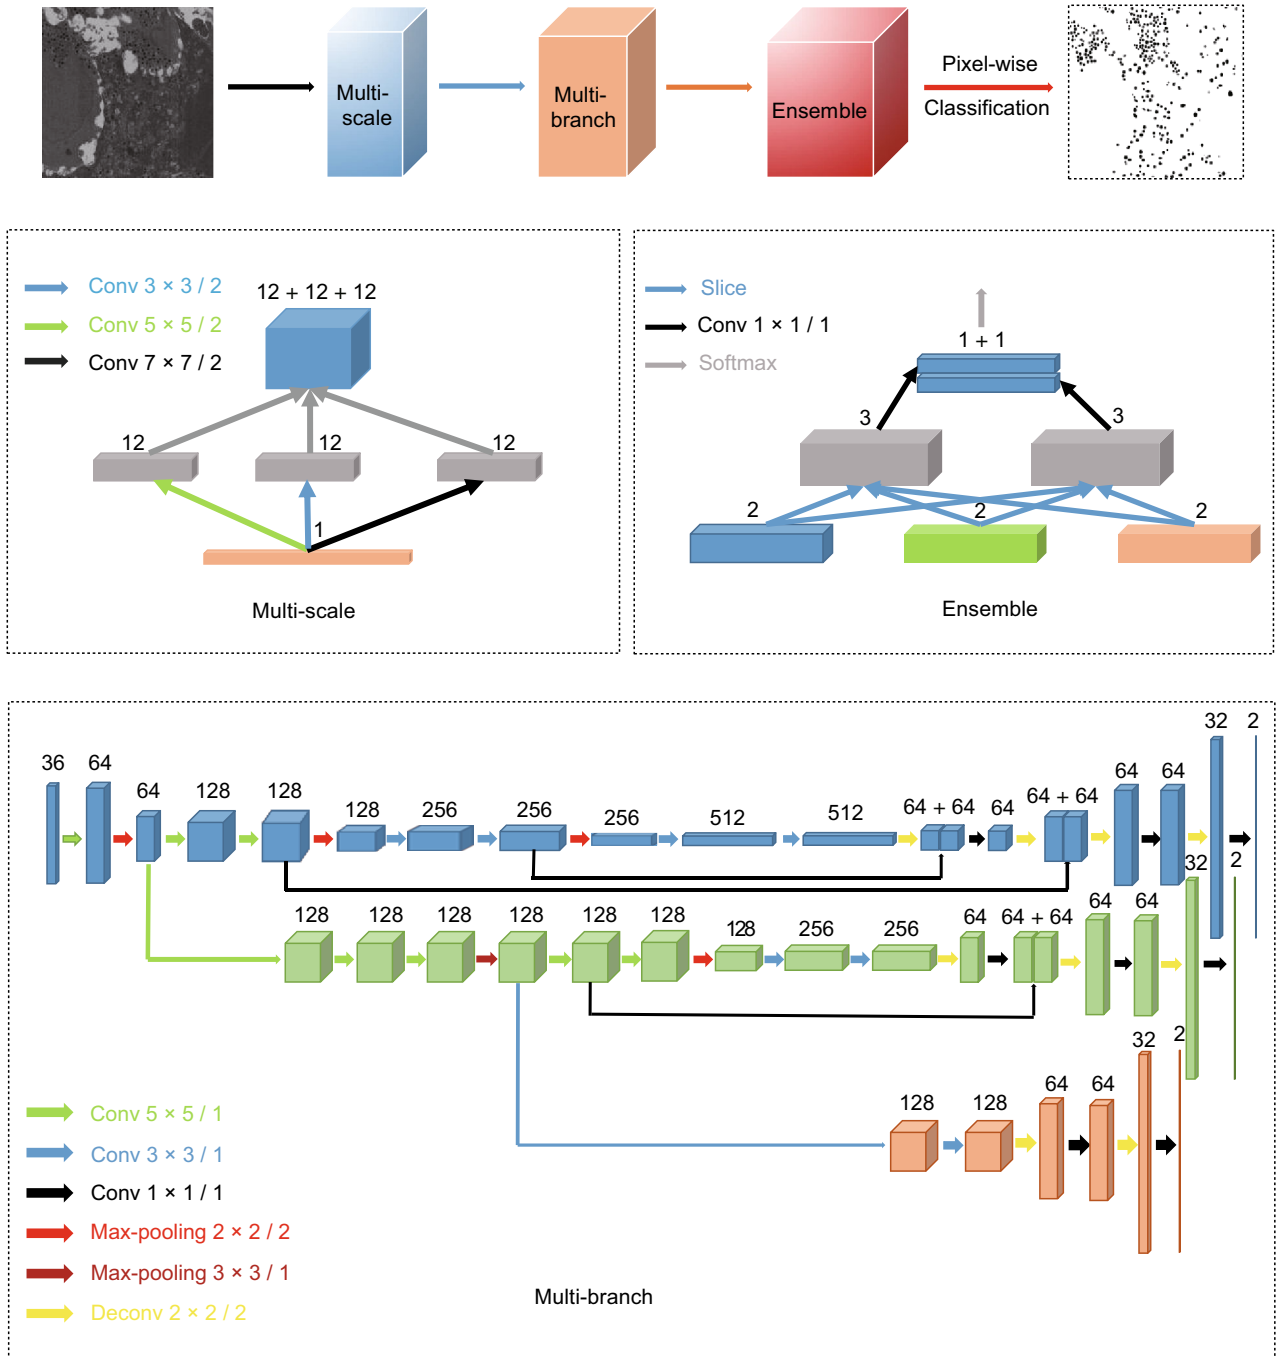 Multi-
scale
Multi-
branch
Ensemble
Pixel-wise
Classification
Conv 3 × 3 / 2
Conv 5 × 5 / 2
Conv 7 × 7 / 2
12 + 12 + 12
12
12
12
1
Multi-scale
Slice
Conv 1 × 1 / 1
Softmax
1 + 1
3
3
2
2
2
Ensemble
36
64
64
128
128
128
256
256
256
512
512
64 + 64
64
64 + 64
64
64
32
2
128
128
128
128
128
128
128
256
256
64
64 + 64
64
64
32
2
128
128
64
64
32
2
Conv 5 × 5 / 1
Conv 3 × 3 / 1
Conv 1 × 1 / 1
Max-pooling 2 × 2 / 2
Max-pooling 3 × 3 / 1
Deconv 2 × 2 / 2
Multi-branch